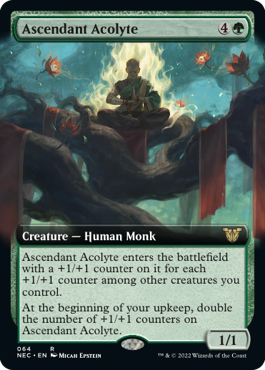 Ascendant Acolyte 4
Creature — Human Monk
Ascendant Acolyte enters the battlefield
with a +1/+1 counter on it for each
+1/+1 counter among other creatures you
control.
At the beginning of your upkeep, double
the number of +1/+1 counters on
Ascendant Acolyte.
1/1
064 R
NEC • EN Micah Epstein ™ & © 2022 Wizards of the Coast